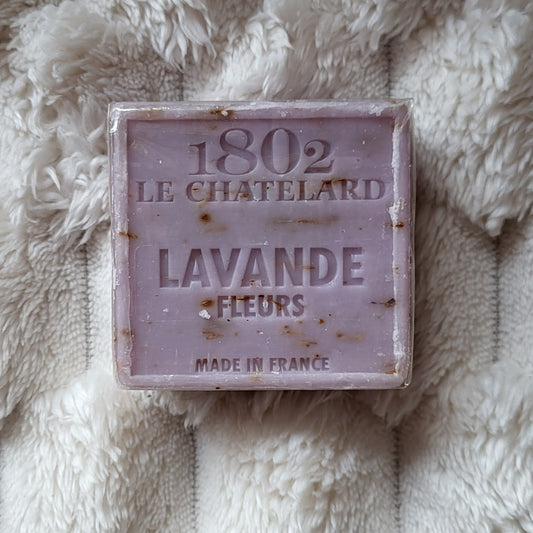 1802
LE CHATELARD
LAVANDE
FLEURS
MADE IN FRANCE